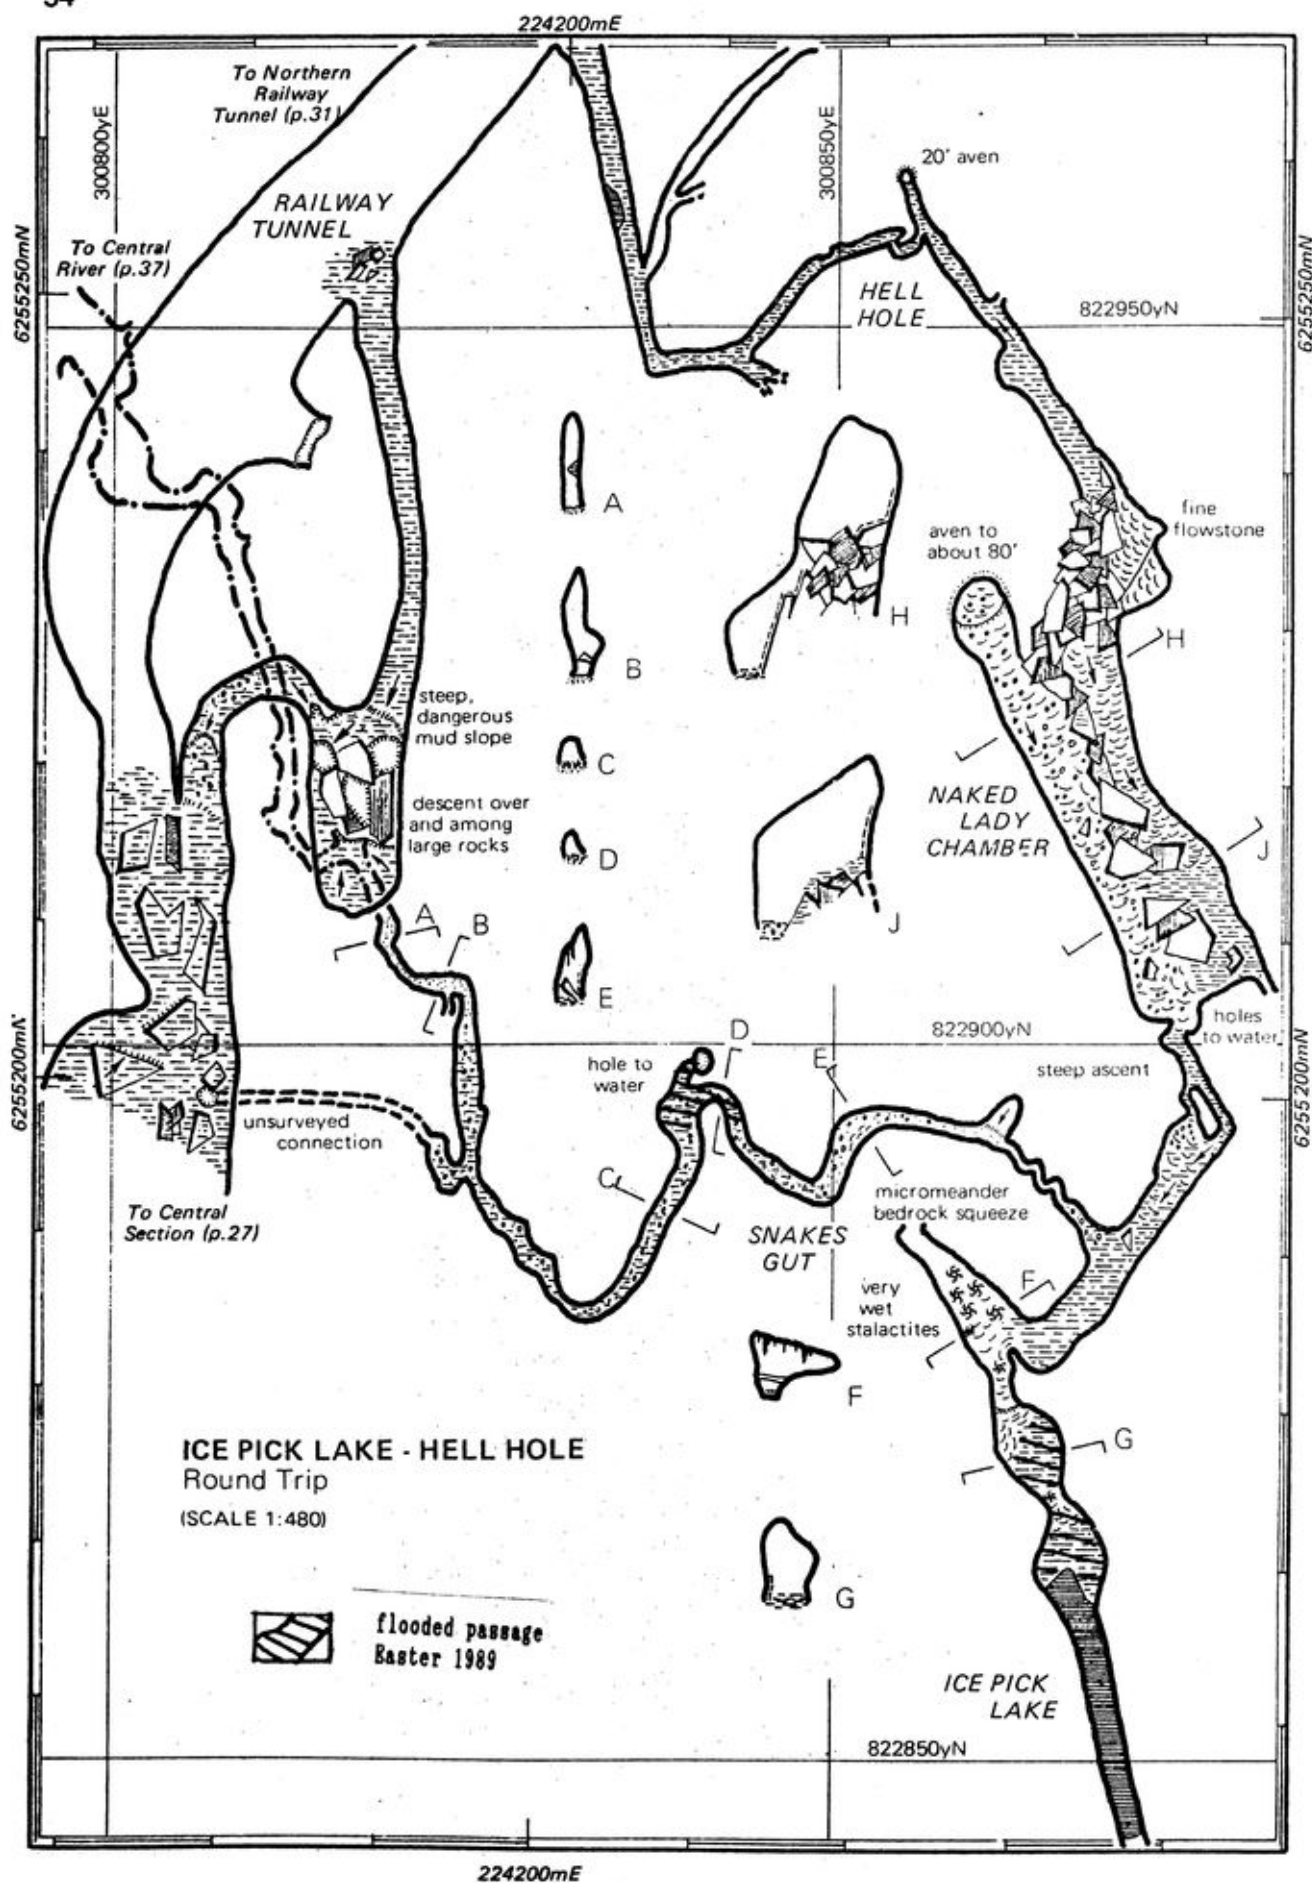 224200mE
To Northern
Railway
Tunnel (p.31)
300800yE
300850yE
20' aven
RAILWAY
TUNNEL
To Central
River (p.37)
6255250mN
6255250mN
HELL
HOLE
822950yN
A
fine
flowstone
aven to
about 80'
H
H
B
steep,
dangerous
mud slope
C
NAKED
LADY
CHAMBER
descent over
and among
large rocks
D
J
J
A
B
E
holes
to water
822900yN
D
E
hole to
water
steep ascent
6255200mN
6255200mN
unsurveyed
connection
C
micromeander
bedrock squeeze
To Central
Section (p.27)
SNAKES
GUT
F
very
wet
stalactites
F
G
ICE PICK LAKE - HELL HOLE
Round Trip
(SCALE 1:480)
G
flooded passage
Easter 1989
ICE PICK
LAKE
822850yN
224200mE